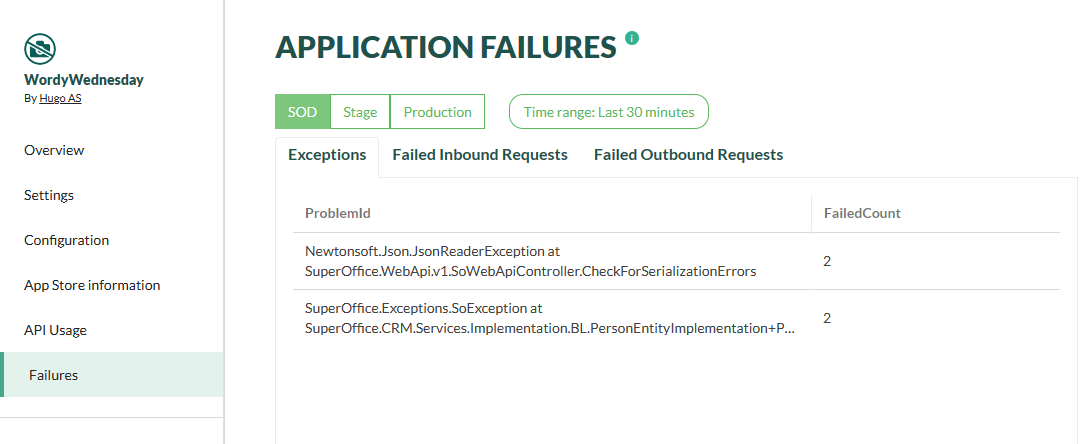 WordyWednesday
By Hugo AS
Overview
Settings
Configuration
App Store information
API Usage
Failures
APPLICATION FAILURES i
SOD Stage Production Time range: Last 30 minutes
Exceptions Failed Inbound Requests Failed Outbound Requests
ProblemId FailedCount
Newtonsoft.Json.JsonReaderException at
SuperOffice.WebApi.v1.SoWebApiController.CheckForSerializationErrors
2
SuperOffice.Exceptions.SoException at
SuperOffice.CRM.Services.Implementation.BL.PersonEntityImplementation+P...
2